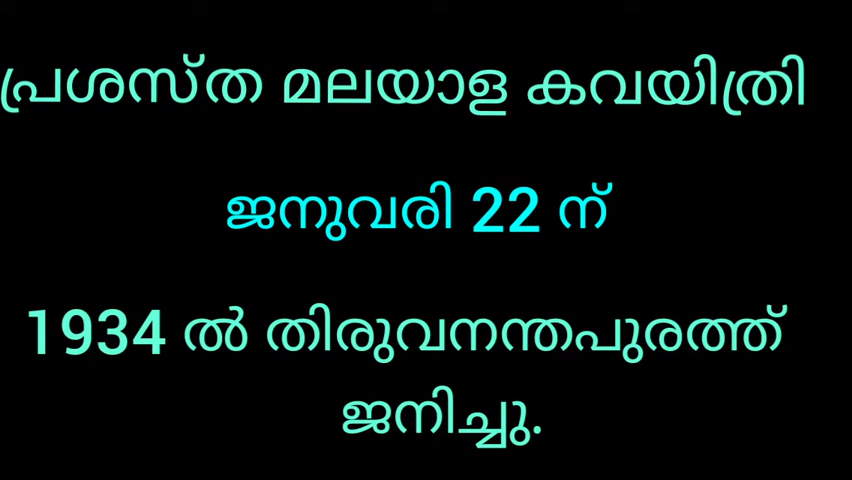 പ്രശസ്ത മലയാള കവയിത്രി
ജനുവരി 22 ന്
1934 ൽ തിരുവനന്തപുരത്ത്
ജനിച്ചു.